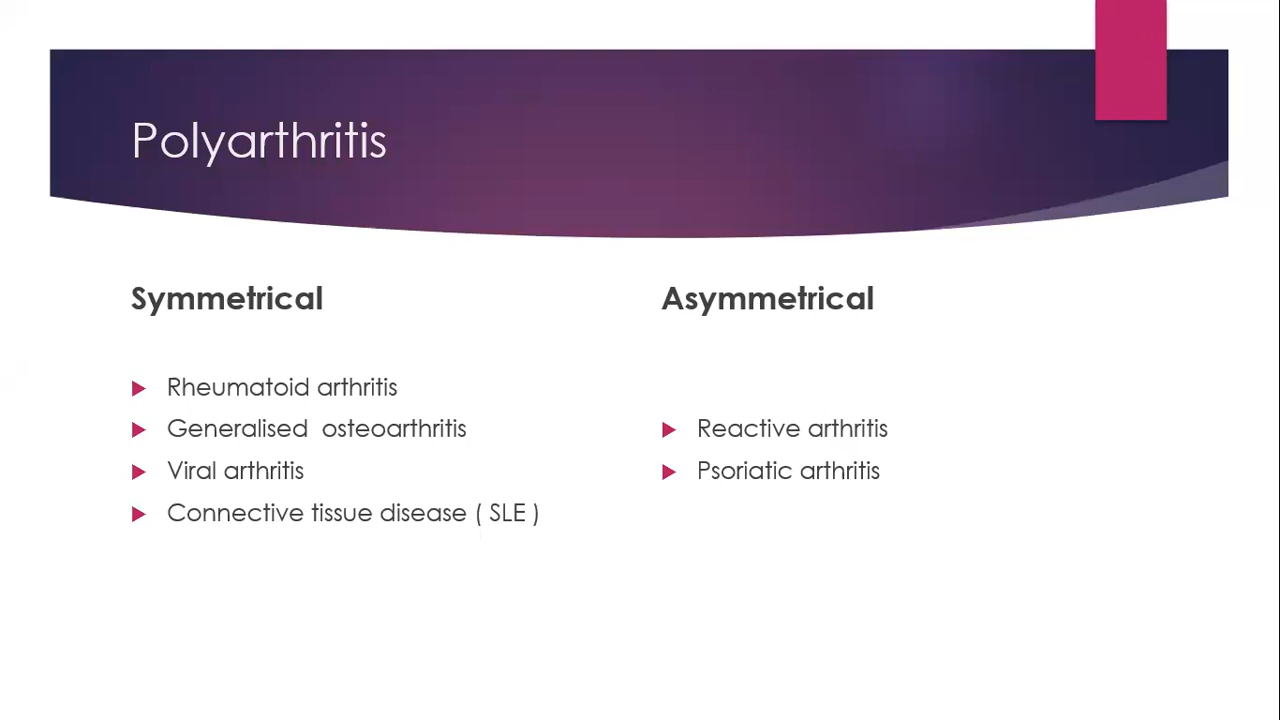 Polyarthritis
Symmetrical
Rheumatoid arthritis
Generalised  osteoarthritis
Viral arthritis
Connective tissue disease ( SLE )
Asymmetrical
Reactive arthritis
Psoriatic arthritis